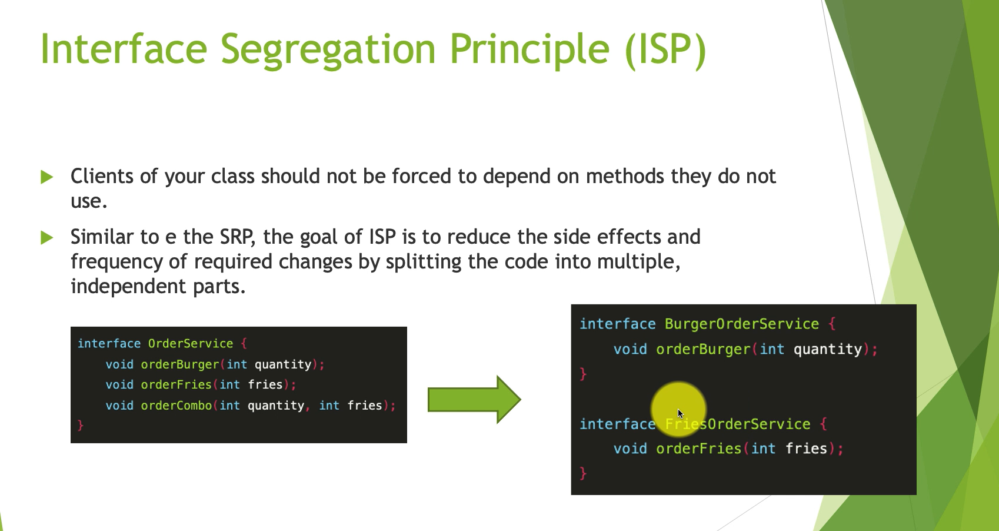 Interface Segregation Principle (ISP)
Clients of your class should not be forced to depend on methods they do not
use.
Similar to e the SRP, the goal of ISP is to reduce the side effects and
frequency of required changes by splitting the code into multiple,
independent parts.
interface OrderService {
    void orderBurger(int quantity);
    void orderFries(int fries);
    void orderCombo(int quantity, int fries);
}
interface BurgerOrderService {
    void orderBurger(int quantity);
}
interface FriesOrderService {
    void orderFries(int fries);
}